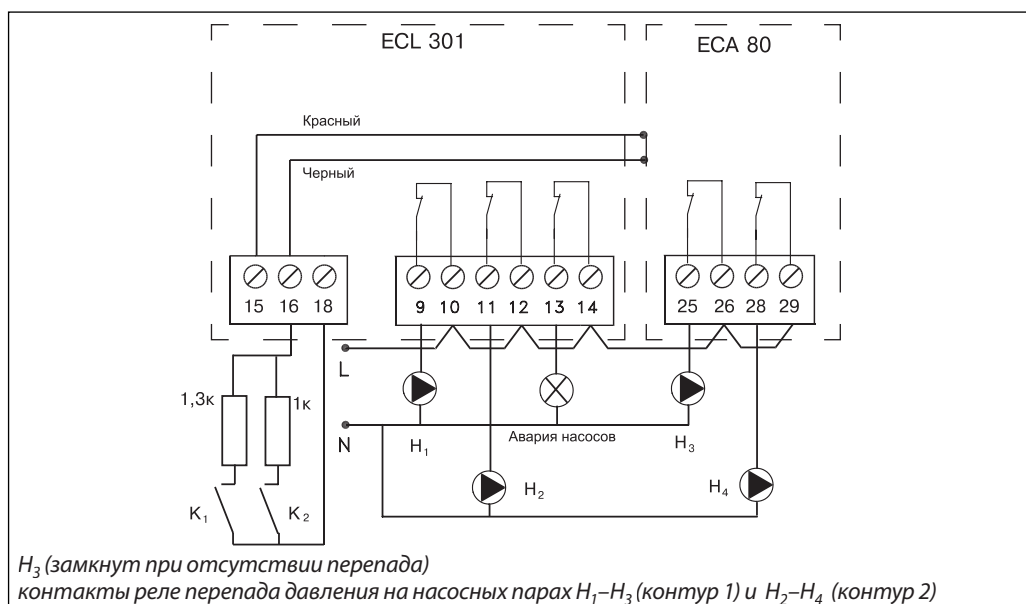 ECL 301
ECA 80
Красный
Черный
15 16 18
9 10 11 12 13 14
25 26 28 29
L
1,3к
1к
N
H₁
Авария насосов
H₃
H₂
H₄
K₁
K₂
H₃ (замкнут при отсутствии перепада)
контакты реле перепада давления на насосных парах H₁–H₃ (контур 1) и H₂–H₄ (контур 2)